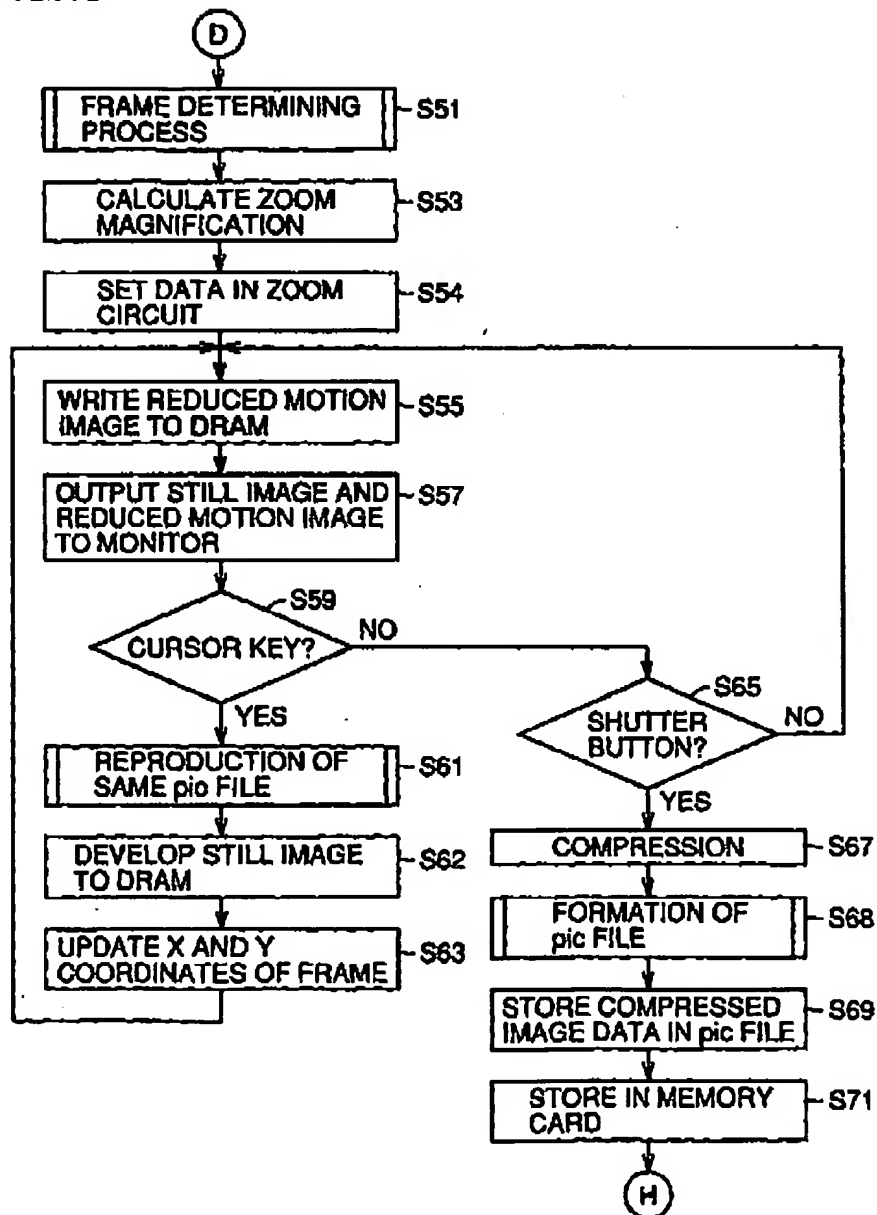 D
FRAME DETERMINING
PROCESS
S51
CALCULATE ZOOM
MAGNIFICATION
S53
SET DATA IN ZOOM
CIRCUIT
S54
WRITE REDUCED MOTION
IMAGE TO DRAM
S55
OUTPUT STILL IMAGE AND
REDUCED MOTION IMAGE
TO MONITOR
S57
S59
CURSOR KEY?
NO
YES
REPRODUCTION OF
SAME pic FILE
S61
DEVELOP STILL IMAGE
TO DRAM
S62
UPDATE X AND Y
COORDINATES OF FRAME
S63
S65
SHUTTER
BUTTON?
NO
YES
COMPRESSION
S67
FORMATION OF
pic FILE
S68
STORE COMPRESSED
IMAGE DATA IN pic FILE
S69
STORE IN MEMORY
CARD
S71
H